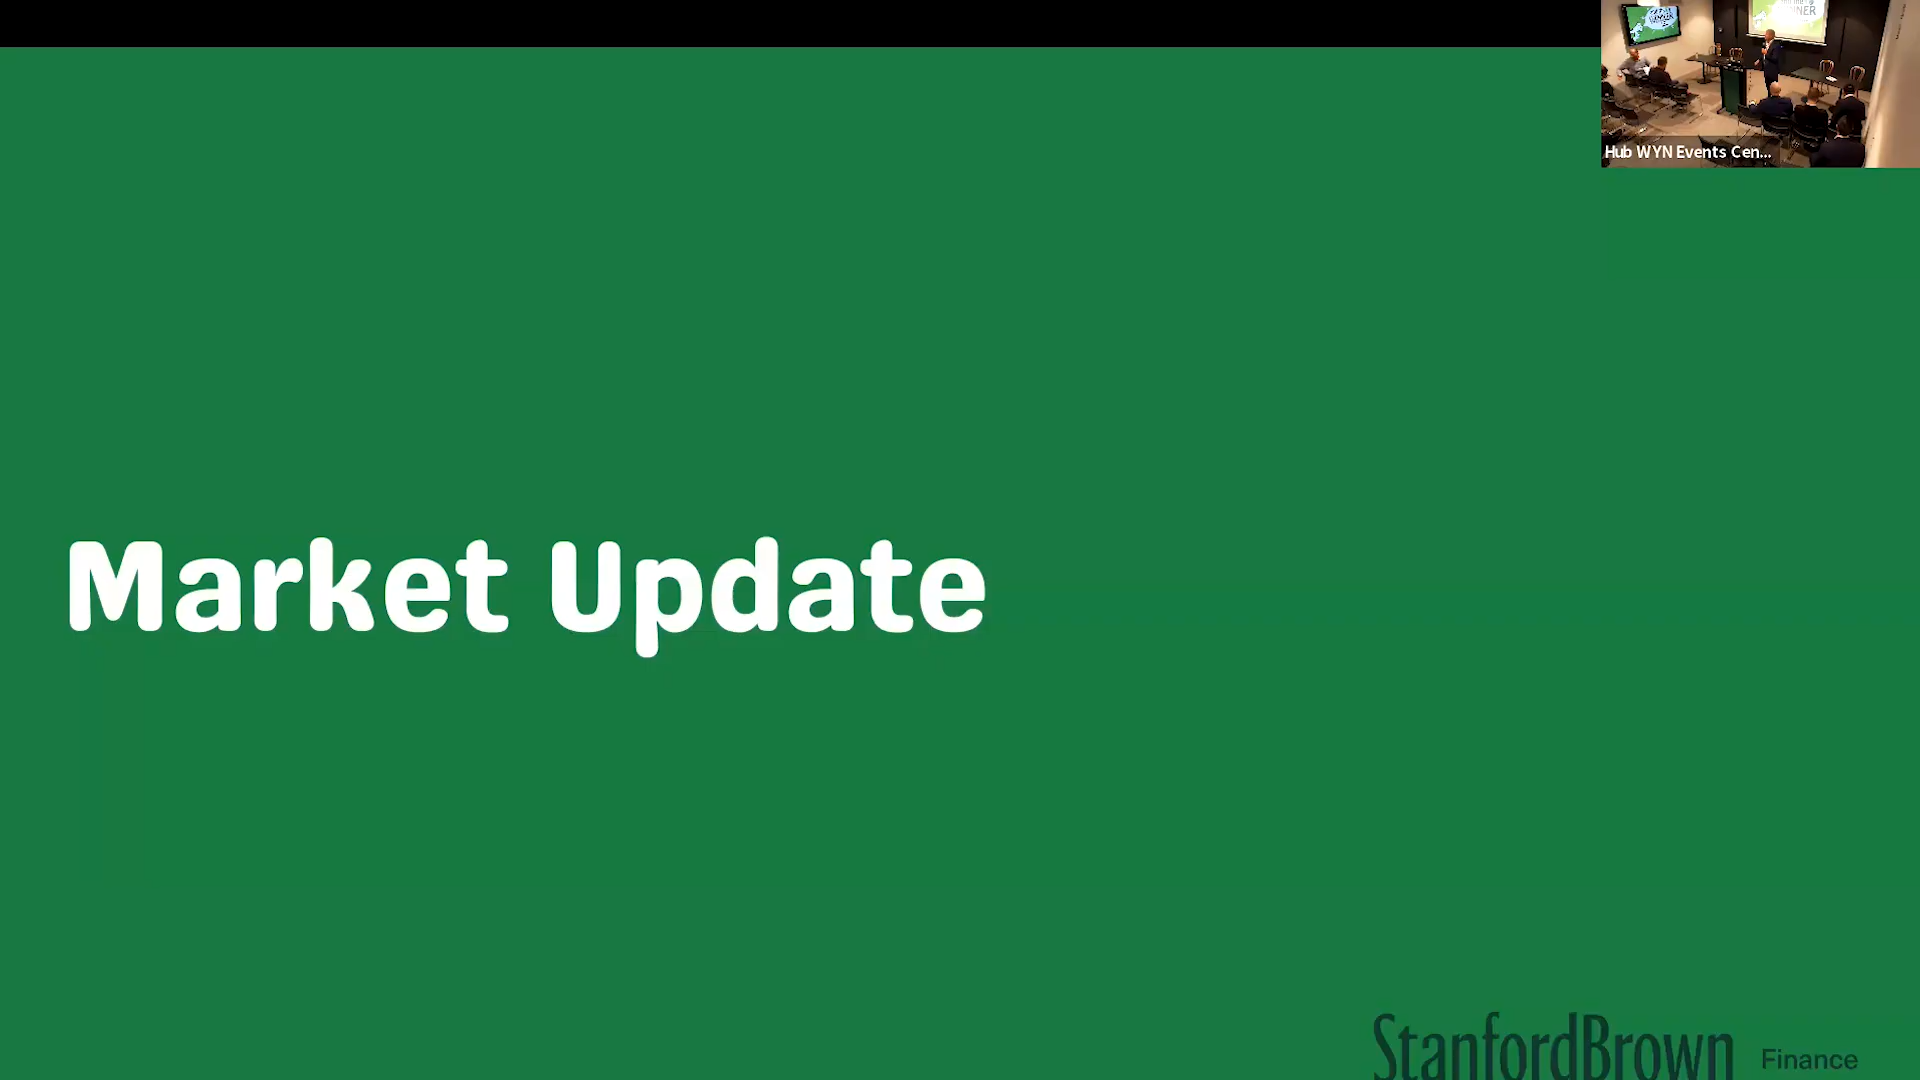 Hub WYN Events Cen...
Market Update
StanfordBrown Finance